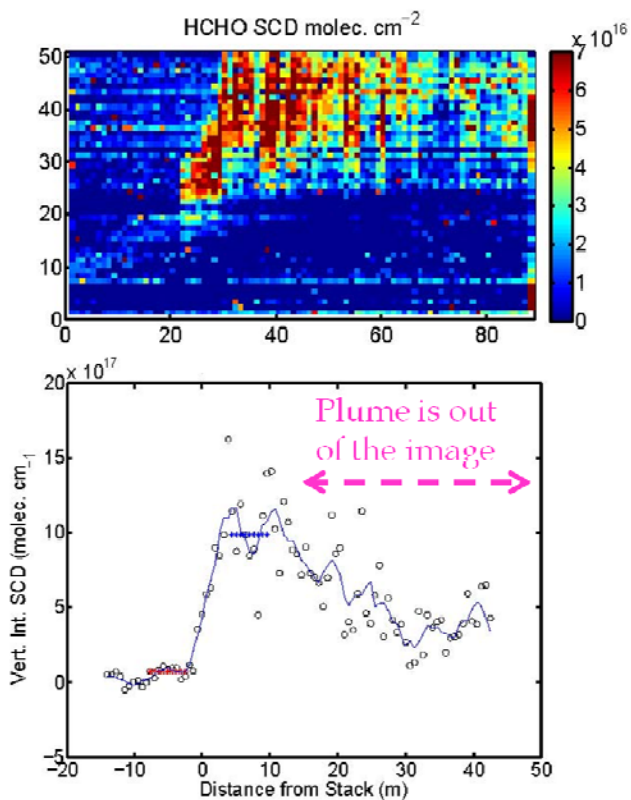 HCHO SCD molec. cm⁻²
x 10¹⁶
50
40
30
20
10
0
0 20 40 60 80
7
6
5
4
3
2
1
0
x 10¹⁷
20
15
10
5
0
−5
Vert. Int. SCD (molec. cm₋₁)
Plume is out
of the image
−20 −10 0 10 20 30 40 50
Distance from Stack (m)